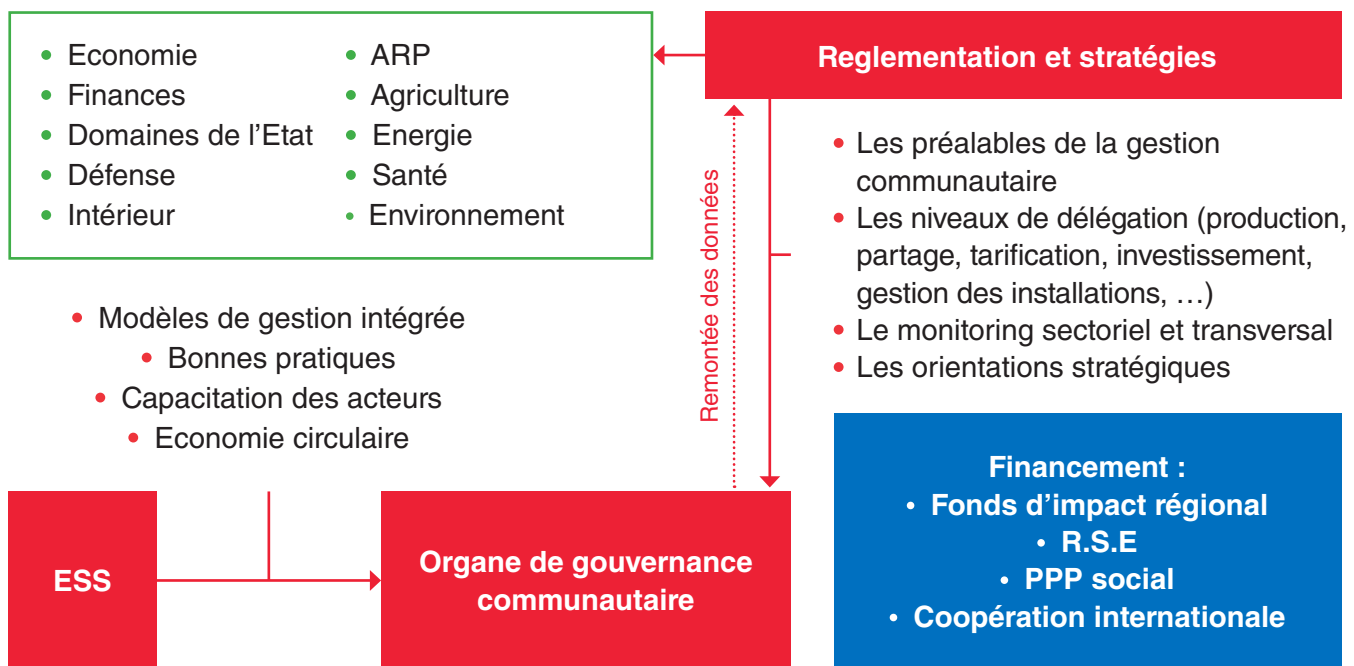 • Economie
• Finances
• Domaines de l'Etat
• Défense
• Intérieur
• ARP
• Agriculture
• Energie
• Santé
• Environnement
Reglementation et stratégies
• Les préalables de la gestion
communautaire
• Les niveaux de délégation (production,
partage, tarification, investissement,
gestion des installations, …)
• Le monitoring sectoriel et transversal
• Les orientations stratégiques
Remontée des données
• Modèles de gestion intégrée
• Bonnes pratiques
• Capacitation des acteurs
• Economie circulaire
ESS
Organe de gouvernance
communautaire
Financement :
• Fonds d'impact régional
• R.S.E
• PPP social
• Coopération internationale